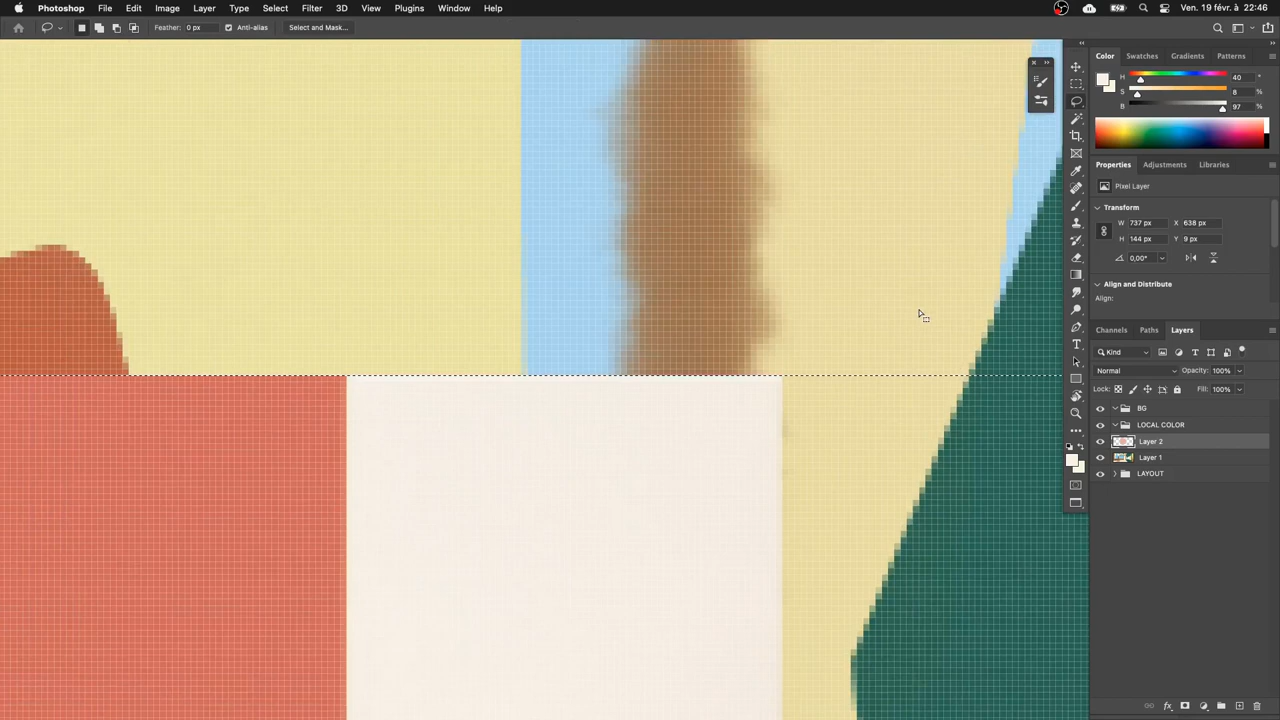 Photoshop File Edit Image Layer Type Select Filter 3D View Plugins Window Help Ven. 19 févr. à 22:46
Feather: 0 px Anti-alias Select and Mask...
Color Swatches Gradients Patterns
H 40 °
S 8 %
B 97 %
Properties Adjustments Libraries
Pixel Layer
Transform
W 737 px X 638 px
H 144 px Y 9 px
0,00°
Align and Distribute
Align:
Channels Paths Layers
Kind
Normal Opacity: 100%
Lock: Fill: 100%
BG
LOCAL COLOR
Layer 2
Layer 1
LAYOUT